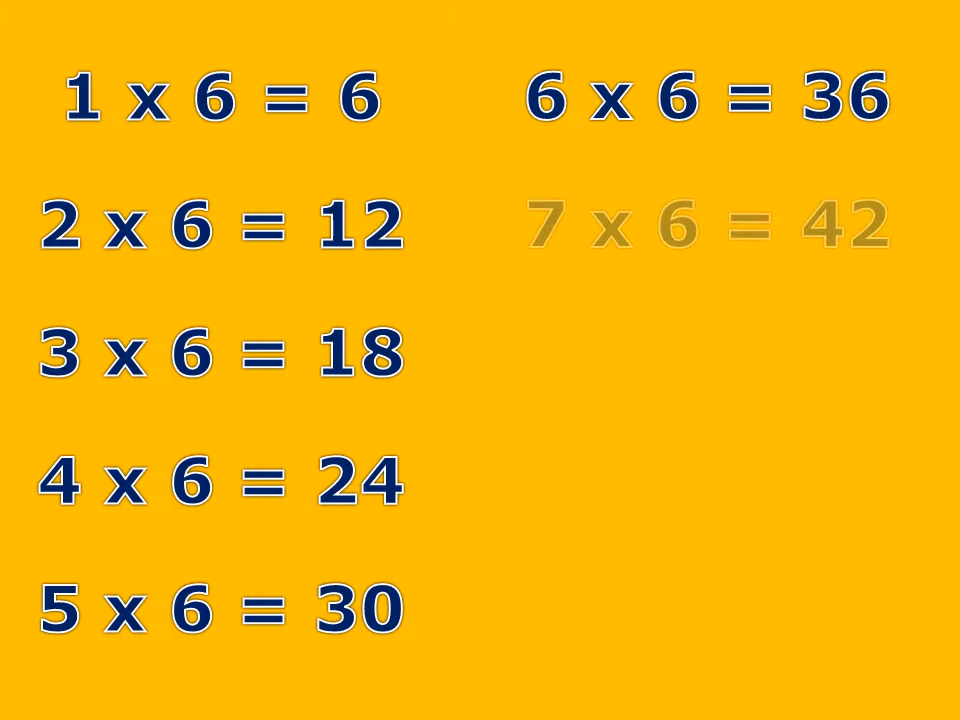 1 x 6 = 6
2 x 6 = 12
3 x 6 = 18
4 x 6 = 24
5 x 6 = 30
6 x 6 = 36
7 x 6 = 42